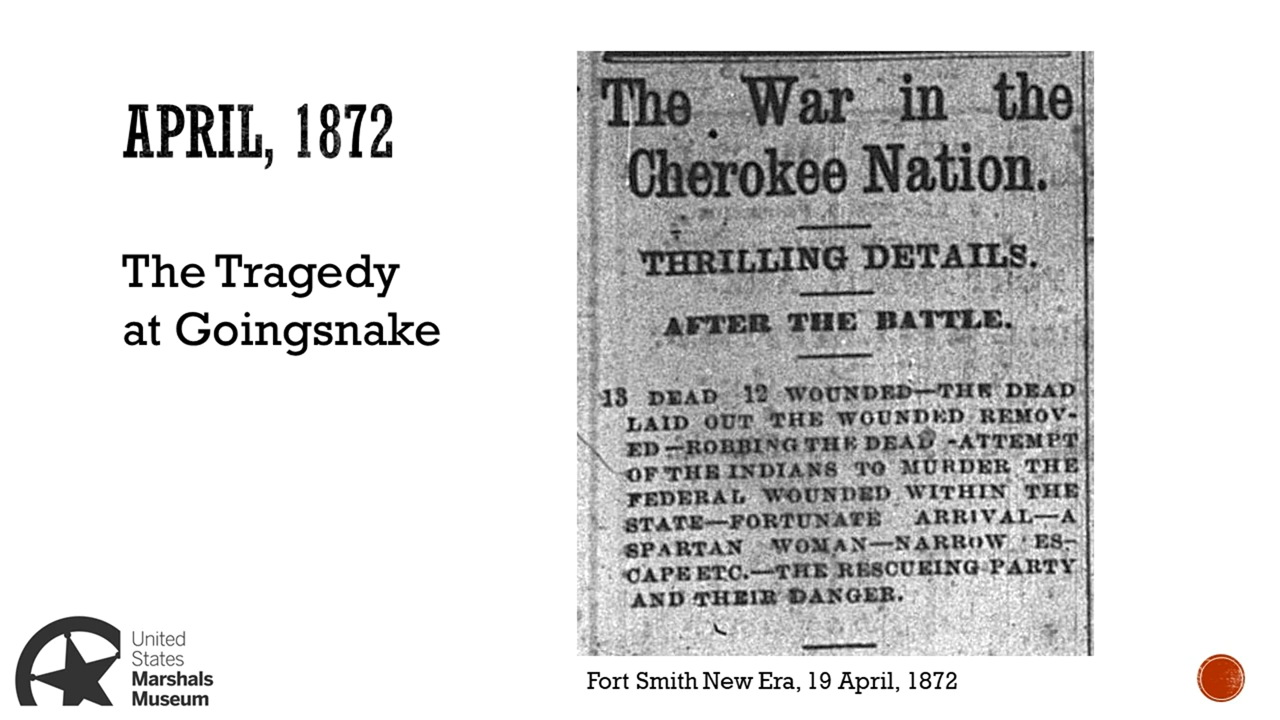 APRIL, 1872
The Tragedy
at Goingsnake
The War in the
Cherokee Nation.
THRILLING DETAILS.
AFTER THE BATTLE.
13 DEAD 12 WOUNDED—THE DEAD
LAID OUT THE WOUNDED REMOV-
ED—ROBBING THE DEAD -ATTEMPT
OF THE INDIANS TO MURDER THE
FEDERAL WOUNDED WITHIN THE
STATE—FORTUNATE ARRIVAL—A
SPARTAN WOMAN—NARROW ES-
CAPE ETC.—THE RESCUEING PARTY
AND THEIR DANGER.
Fort Smith New Era, 19 April, 1872
United
States
Marshals
Museum